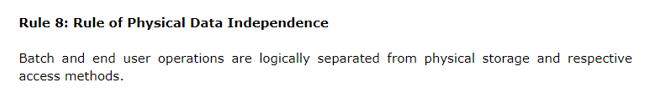 Rule 8: Rule of Physical Data Independence
Batch and end user operations are logically separated from physical storage and respective
access methods.